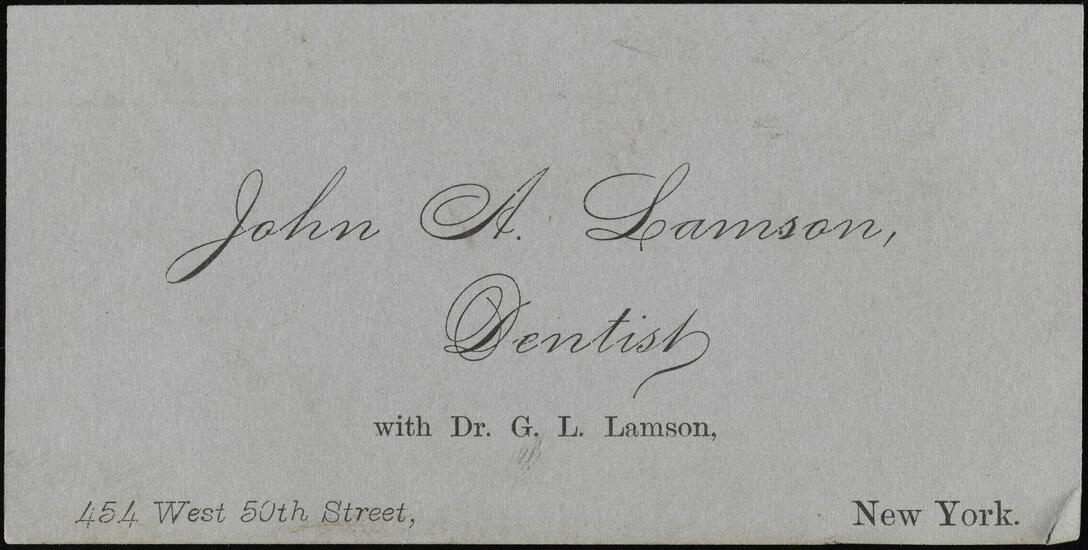 John A. Lamson,
Dentist
with Dr. G. L. Lamson,
454 West 50th Street,
New York.